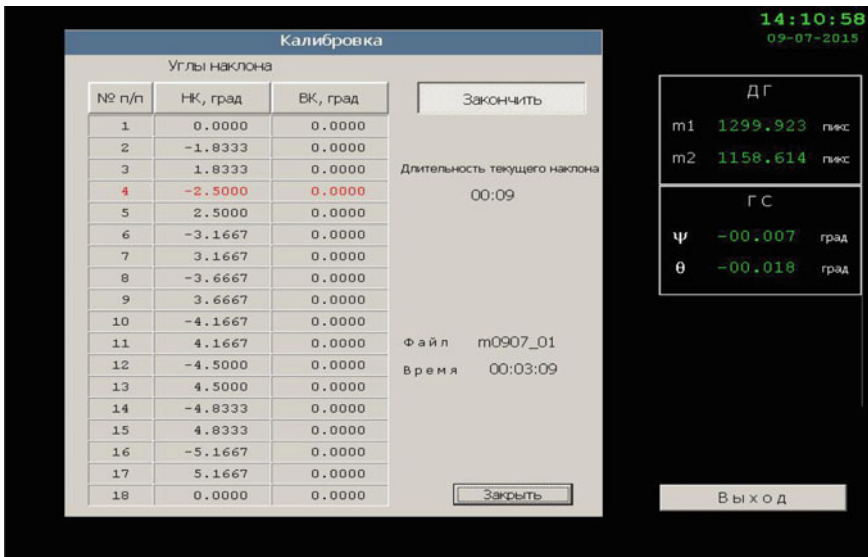 14:10:58
09-07-2015
Калибровка
Углы наклона
№ п/п НК, град ВК, град
1 0.0000 0.0000
2 -1.8333 0.0000
3 1.8333 0.0000
4 -2.5000 0.0000
5 2.5000 0.0000
6 -3.1667 0.0000
7 3.1667 0.0000
8 -3.6667 0.0000
9 3.6667 0.0000
10 -4.1667 0.0000
11 4.1667 0.0000
12 -4.5000 0.0000
13 4.5000 0.0000
14 -4.8333 0.0000
15 4.8333 0.0000
16 -5.1667 0.0000
17 5.1667 0.0000
18 0.0000 0.0000
Закончить
Длительность текущего наклона
00:09
Файл m0907_01
Время 00:03:09
Закрыть
ДГ
m1 1299.923 пикс
m2 1158.614 пикс
ГС
Ψ -00.007 град
θ -00.018 град
Выход